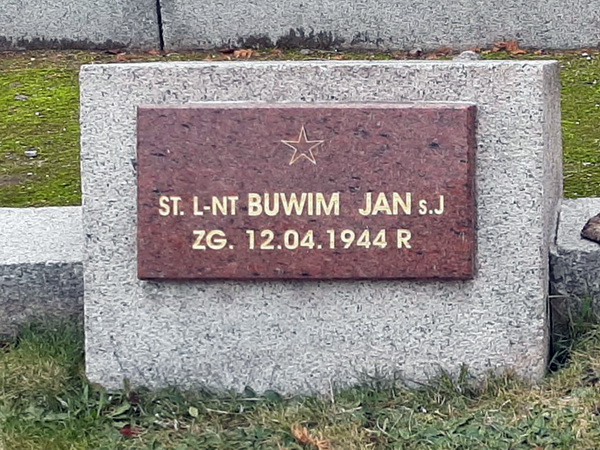 ST. L-NT BUWIM JAN s.J
ZG. 12.04.1944 R